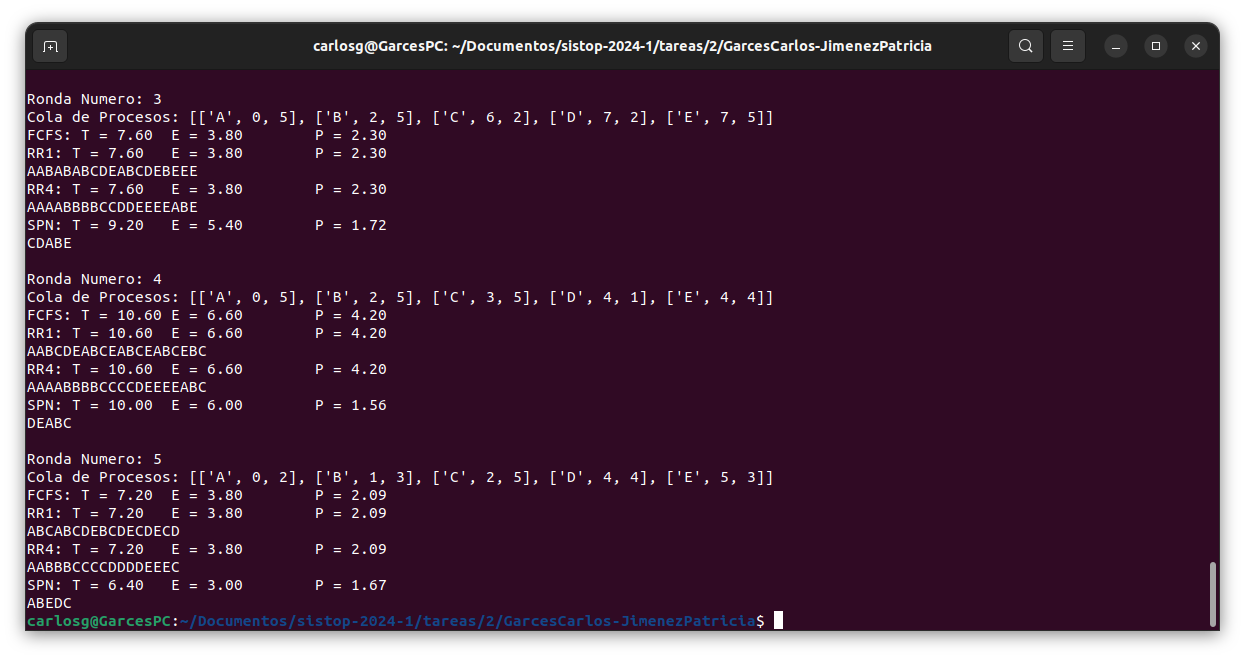 carlosg@GarcesPC: ~/Documentos/sistop-2024-1/tareas/2/GarcesCarlos-JimenezPatricia
Ronda Numero: 3
Cola de Procesos: [['A', 0, 5], ['B', 2, 5], ['C', 6, 2], ['D', 7, 2], ['E', 7, 5]]
FCFS: T = 7.60  E = 3.80        P = 2.30
RR1: T = 7.60   E = 3.80        P = 2.30
AABABABCDEABCDEBEEE
RR4: T = 7.60   E = 3.80        P = 2.30
AAAABBBBCCDDEEEEABE
SPN: T = 9.20   E = 5.40        P = 1.72
CDABE
Ronda Numero: 4
Cola de Procesos: [['A', 0, 5], ['B', 2, 5], ['C', 3, 5], ['D', 4, 1], ['E', 4, 4]]
FCFS: T = 10.60 E = 6.60        P = 4.20
RR1: T = 10.60  E = 6.60        P = 4.20
AABCDEABCEABCEABCEBC
RR4: T = 10.60  E = 6.60        P = 4.20
AAAABBBBCCCCDEEEEABC
SPN: T = 10.00  E = 6.00        P = 1.56
DEABC
Ronda Numero: 5
Cola de Procesos: [['A', 0, 2], ['B', 1, 3], ['C', 2, 5], ['D', 4, 4], ['E', 5, 3]]
FCFS: T = 7.20  E = 3.80        P = 2.09
RR1: T = 7.20   E = 3.80        P = 2.09
ABCABCDEBCDECDECD
RR4: T = 7.20   E = 3.80        P = 2.09
AABBBCCCCDDDDEEEC
SPN: T = 6.40   E = 3.00        P = 1.67
ABEDC
carlosg@GarcesPC:~/Documentos/sistop-2024-1/tareas/2/GarcesCarlos-JimenezPatricia$